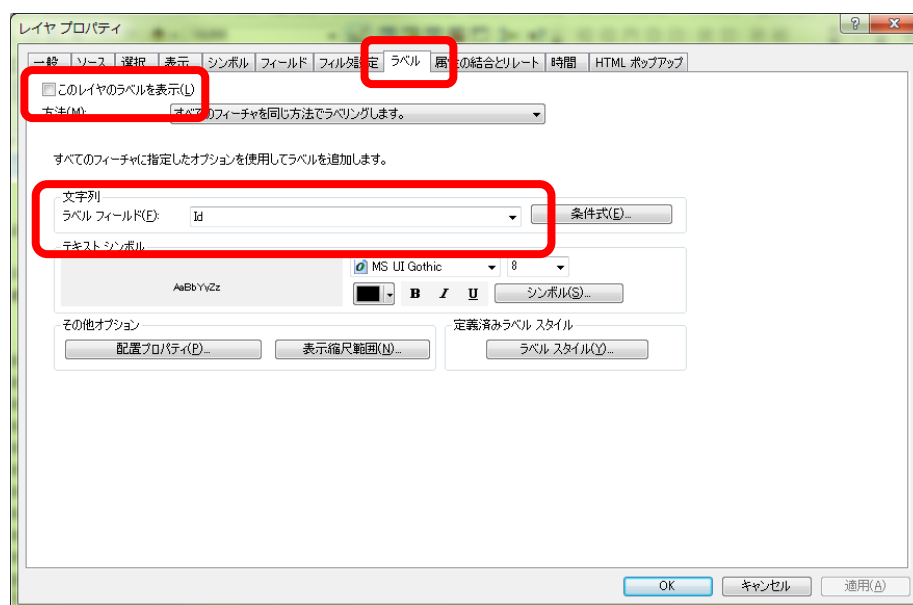 レイヤ プロパティ
一般 ソース 選択 表示 シンボル フィールド フィルタ設定 ラベル 属性の結合とリレート 時間 HTML ポップアップ
このレイヤのラベルを表示(L)
方法(M): すべてのフィーチャを同じ方法でラベリングします。
すべてのフィーチャに指定したオプションを使用してラベルを追加します。
文字列
ラベル フィールド(F): Id 条件式(E)...
テキスト シンボル
AaBbYyZz
MS UI Gothic 8
B I U シンボル(S)...
その他オプション
配置プロパティ(P)... 表示縮尺範囲(N)...
定義済みラベル スタイル
ラベル スタイル(Y)...
OK キャンセル 適用(A)